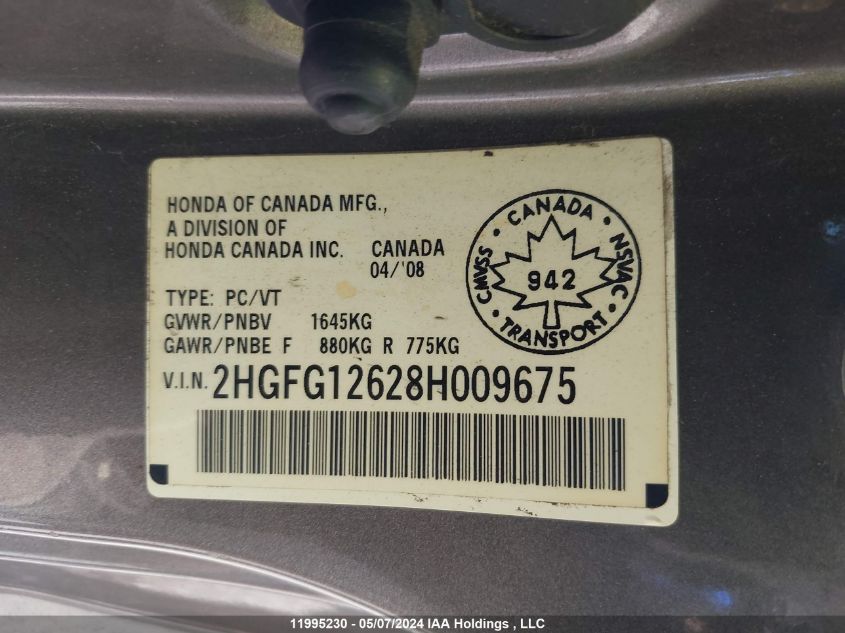 HONDA OF CANADA MFG.,
A DIVISION OF
HONDA CANADA INC. CANADA
04/'08
TYPE: PC/VT
GVWR/PNBV 1645KG
GAWR/PNBE F 880KG R 775KG
V.I.N. 2HGFG12628H009675
· CANADA ·
CMVSS · NSVAC
942
· TRANSPORT ·
11995230 - 05/07/2024 IAA Holdings , LLC